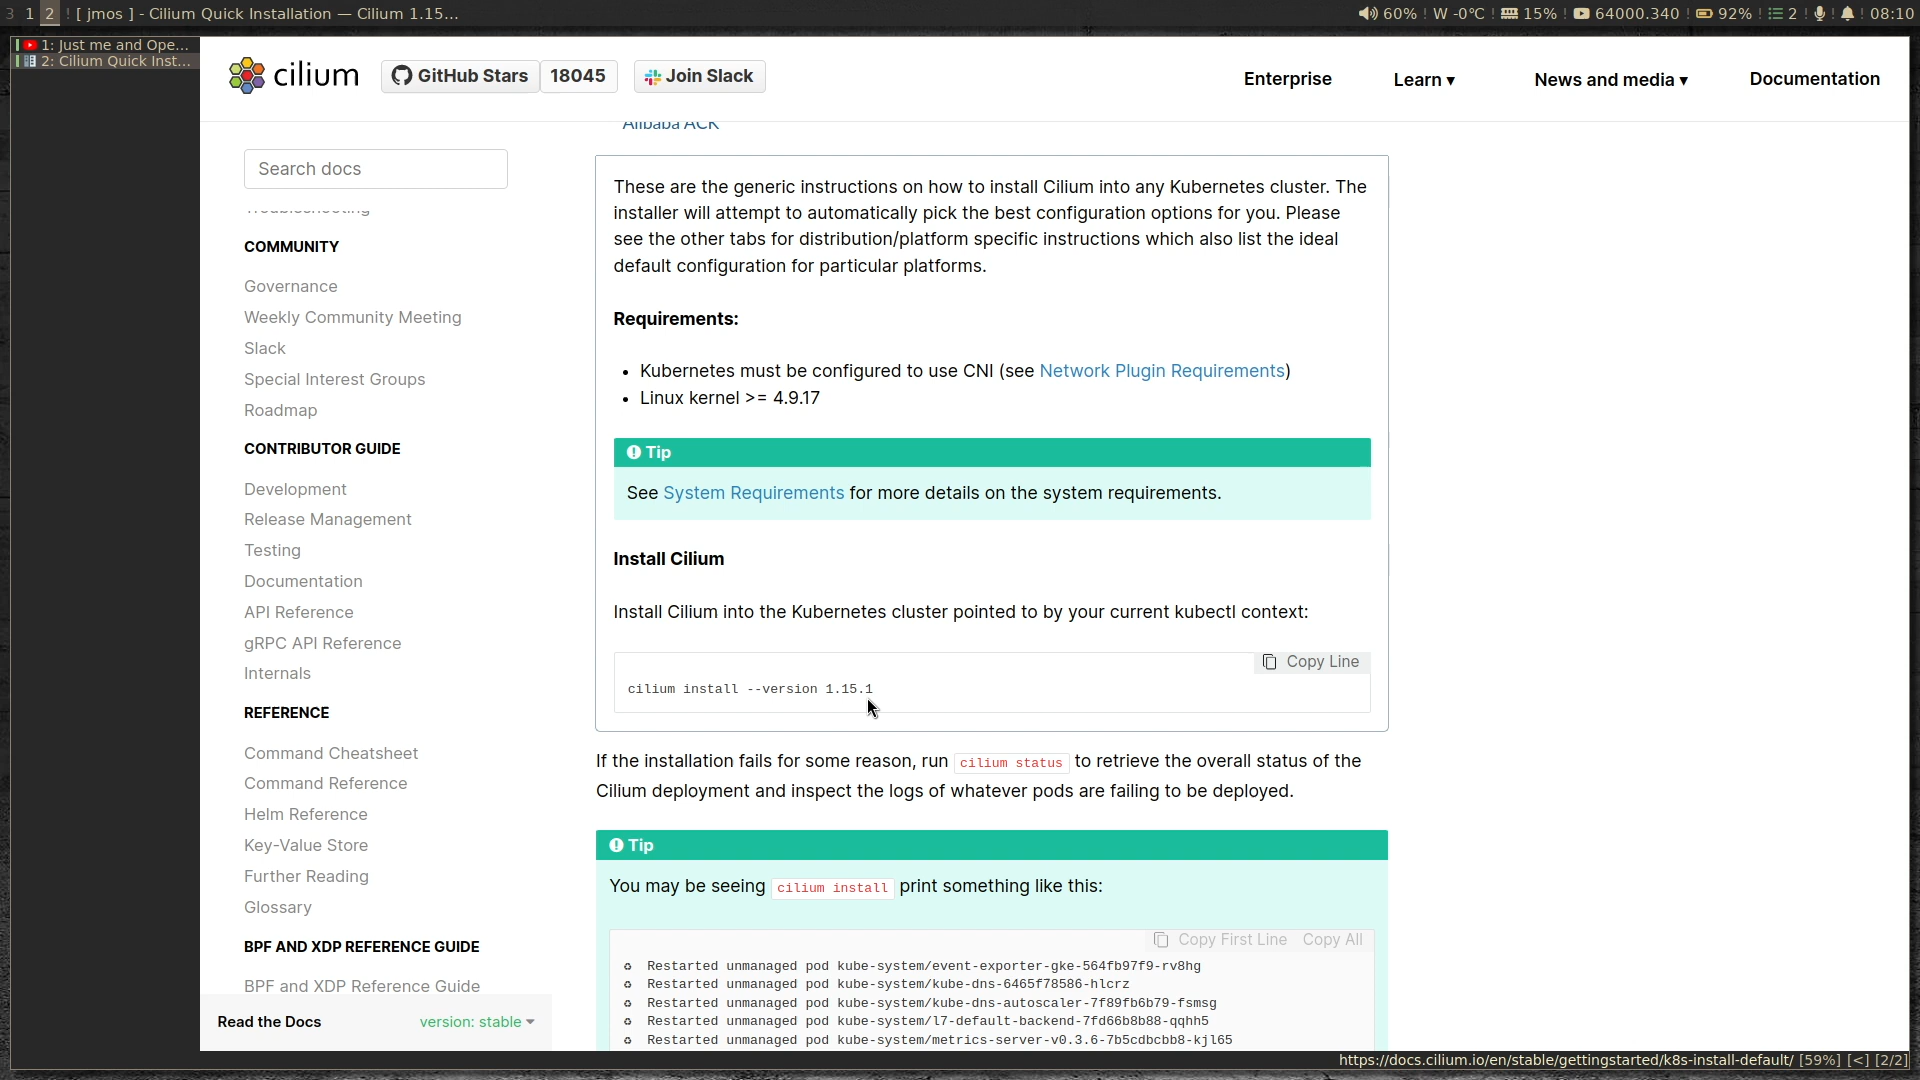 3 1 2 ! [ jmos ] - Cilium Quick Installation — Cilium 1.15…
60% ! W -0°C ! 15% ! 64000.340 ! 92% ! 2 ! ! ! 08:10
1: Just me and Ope...
2: Cilium Quick Inst...
cilium
GitHub Stars 18045 Join Slack
Enterprise Learn ▾ News and media ▾ Documentation
Search docs
Troubleshooting
COMMUNITY
Governance
Weekly Community Meeting
Slack
Special Interest Groups
Roadmap
CONTRIBUTOR GUIDE
Development
Release Management
Testing
Documentation
API Reference
gRPC API Reference
Internals
REFERENCE
Command Cheatsheet
Command Reference
Helm Reference
Key-Value Store
Further Reading
Glossary
BPF AND XDP REFERENCE GUIDE
BPF and XDP Reference Guide
Read the Docs version: stable
Alibaba ACK
These are the generic instructions on how to install Cilium into any Kubernetes cluster. The
installer will attempt to automatically pick the best configuration options for you. Please
see the other tabs for distribution/platform specific instructions which also list the ideal
default configuration for particular platforms.
Requirements:
• Kubernetes must be configured to use CNI (see Network Plugin Requirements)
• Linux kernel >= 4.9.17
Tip
See System Requirements for more details on the system requirements.
Install Cilium
Install Cilium into the Kubernetes cluster pointed to by your current kubectl context:
Copy Line
cilium install --version 1.15.1
If the installation fails for some reason, run cilium status to retrieve the overall status of the
Cilium deployment and inspect the logs of whatever pods are failing to be deployed.
Tip
You may be seeing cilium install print something like this:
Copy First Line Copy All
♻ Restarted unmanaged pod kube-system/event-exporter-gke-564fb97f9-rv8hg
♻ Restarted unmanaged pod kube-system/kube-dns-6465f78586-hlcrz
♻ Restarted unmanaged pod kube-system/kube-dns-autoscaler-7f89fb6b79-fsmsg
♻ Restarted unmanaged pod kube-system/l7-default-backend-7fd66b8b88-qqhh5
♻ Restarted unmanaged pod kube-system/metrics-server-v0.3.6-7b5cdbcbb8-kjl65
https://docs.cilium.io/en/stable/gettingstarted/k8s-install-default/ [59%] [<] [2/2]